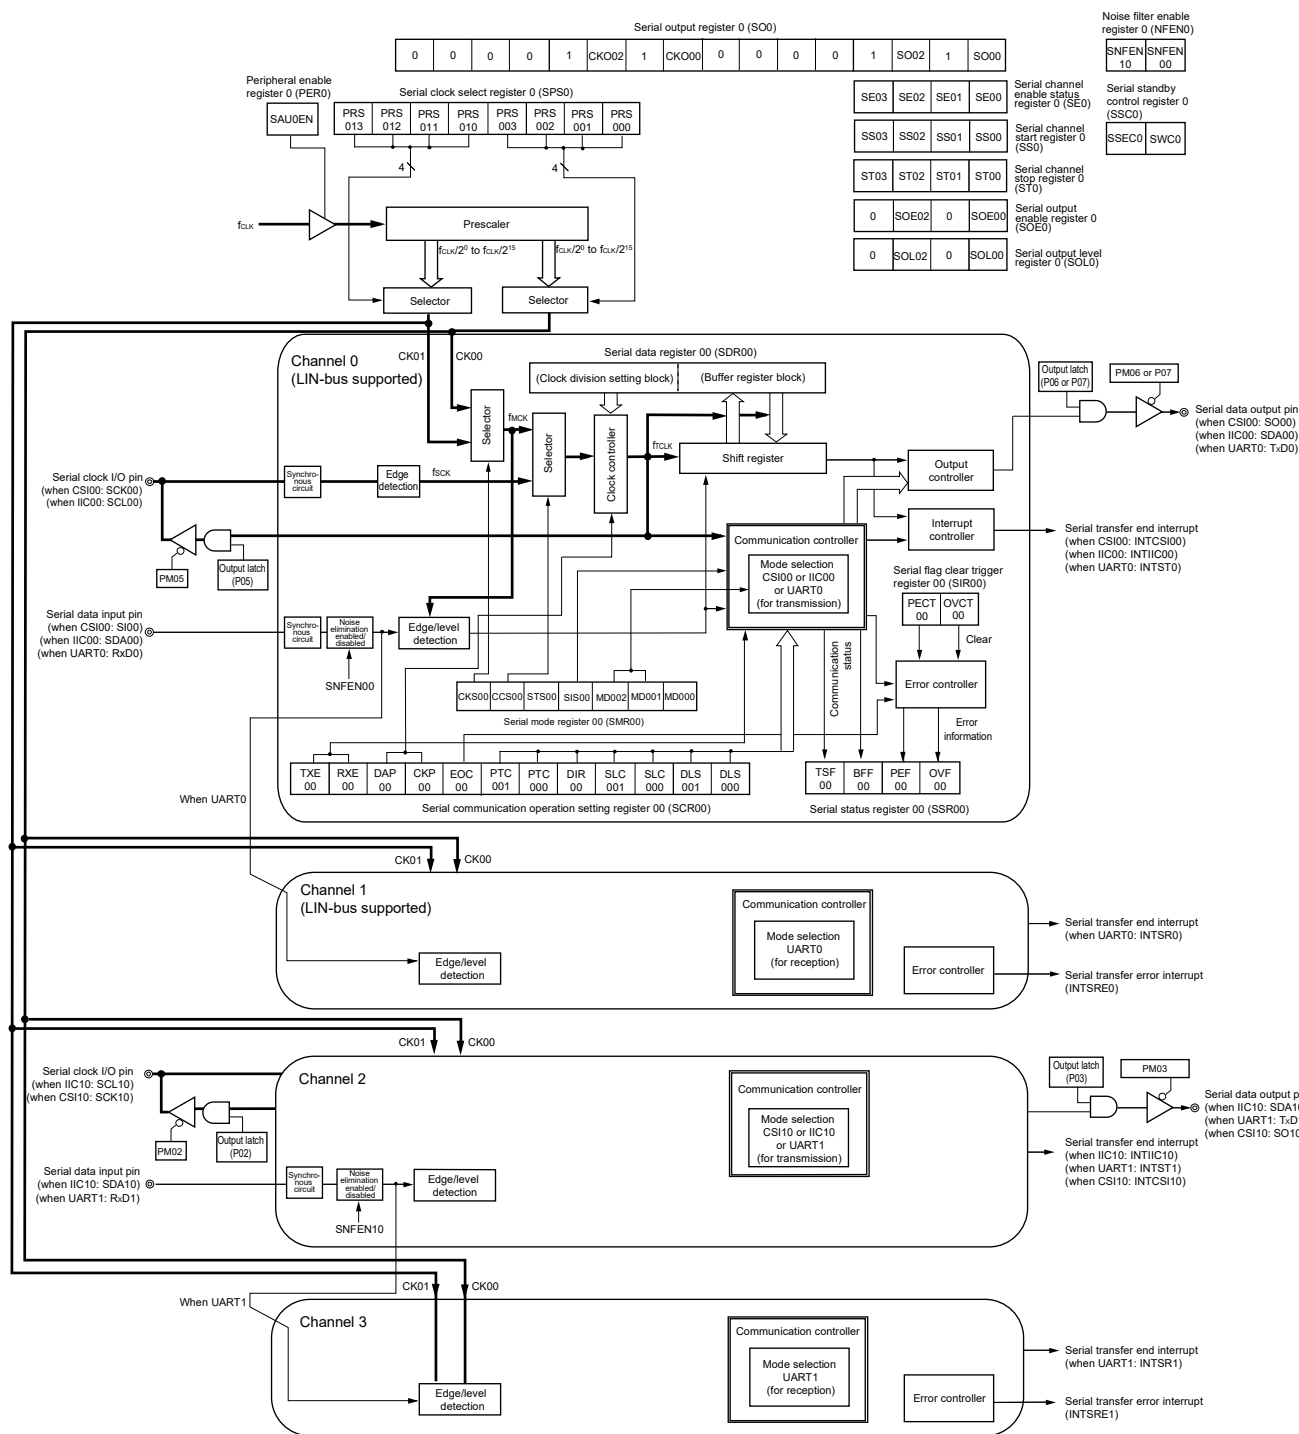 Serial output register 0 (SO0)
0 0 0 0 1 CKO02 1 CKO00 0 0 0 0 1 SO02 1 SO00
Noise filter enable
register 0 (NFEN0)
SNFEN SNFEN
10 00
Peripheral enable
register 0 (PER0)
SAU0EN
Serial clock select register 0 (SPS0)
PRS PRS PRS PRS PRS PRS PRS PRS
013 012 011 010 003 002 001 000
4 4
SE03 SE02 SE01 SE00
Serial channel
enable status
register 0 (SE0)
Serial standby
control register 0
(SSC0)
SSEC0 SWC0
SS03 SS02 SS01 SS00
Serial channel
start register 0
(SS0)
ST03 ST02 ST01 ST00
Serial channel
stop register 0
(ST0)
0 SOE02 0 SOE00
Serial output
enable register 0
(SOE0)
0 SOL02 0 SOL00
Serial output level
register 0 (SOL0)
fCLK
Prescaler
fCLK/2⁰ to fCLK/2¹⁵ fCLK/2⁰ to fCLK/2¹⁵
Selector Selector
Channel 0
(LIN-bus supported)
CK01 CK00
Serial data register 00 (SDR00)
(Clock division setting block) (Buffer register block)
Selector
fMCK
Selector
Clock controller
fTCLK
Shift register
Output latch
(P06 or P07)
PM06 or P07
Serial data output pin
(when CSI00: SO00)
(when IIC00: SDA00)
(when UART0: TxD0)
Output
controller
Serial clock I/O pin
(when CSI00: SCK00)
(when IIC00: SCL00)
Synchro-
nous
circuit
Edge
detection
fSCK
Interrupt
controller
Serial transfer end interrupt
(when CSI00: INTCSI00)
(when IIC00: INTIIC00)
(when UART0: INTST0)
PM05
Output latch
(P05)
Communication controller
Mode selection
CSI00 or IIC00
or UART0
(for transmission)
Serial flag clear trigger
register 00 (SIR00)
PECT OVCT
00 00
Clear
Serial data input pin
(when CSI00: SI00)
(when IIC00: SDA00)
(when UART0: RxD0)
Synchro-
nous
circuit
Noise
elimination
enabled/
disabled
Edge/level
detection
SNFEN00
Communication
status
Error controller
Error
information
CKS00 CCS00 STS00 SIS00 MD002 MD001 MD000
Serial mode register 00 (SMR00)
When UART0
TXE RXE DAP CKP EOC PTC PTC DIR SLC SLC DLS DLS
00 00 00 00 00 001 000 00 001 000 001 000
Serial communication operation setting register 00 (SCR00)
TSF BFF PEF OVF
00 00 00 00
Serial status register 00 (SSR00)
CK01 CK00
Channel 1
(LIN-bus supported)
Communication controller
Mode selection
UART0
(for reception)
Edge/level
detection
Error controller
Serial transfer end interrupt
(when UART0: INTSR0)
Serial transfer error interrupt
(INTSRE0)
CK01 CK00
Serial clock I/O pin
(when IIC10: SCL10)
(when CSI10: SCK10)
Channel 2
PM02
Output latch
(P02)
Communication controller
Mode selection
CSI10 or IIC10
or UART1
(for transmission)
Output latch
(P03)
PM03
Serial data output p
(when IIC10: SDA10
(when UART1: TxD
(when CSI10: SO10
Serial transfer end interrupt
(when IIC10: INTIIC10)
(when UART1: INTST1)
(when CSI10: INTCSI10)
Serial data input pin
(when IIC10: SDA10)
(when UART1: RxD1)
Synchro-
nous
circuit
Noise
elimination
enabled/
disabled
Edge/level
detection
SNFEN10
CK01 CK00
When UART1
Channel 3
Communication controller
Mode selection
UART1
(for reception)
Edge/level
detection
Error controller
Serial transfer end interrupt
(when UART1: INTSR1)
Serial transfer error interrupt
(INTSRE1)